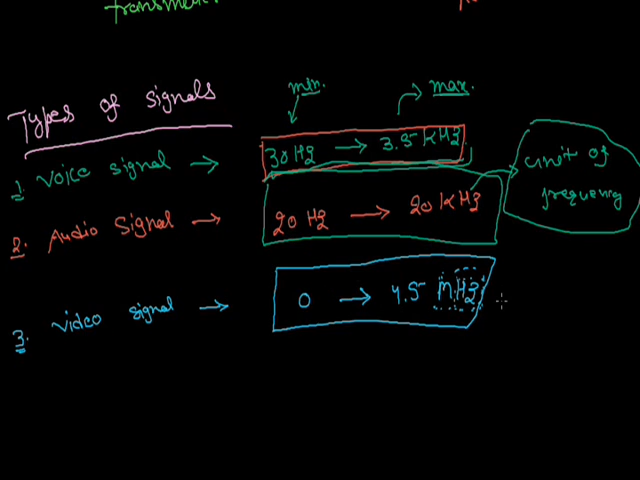 min.
max.
Types of signals
30 HZ → 3.5 KHZ
1. Voice signal →
unit of
frequency
2. Audio Signal →
20 HZ → 20 KHZ
3. Video signal →
0 → 4.5 MHZ